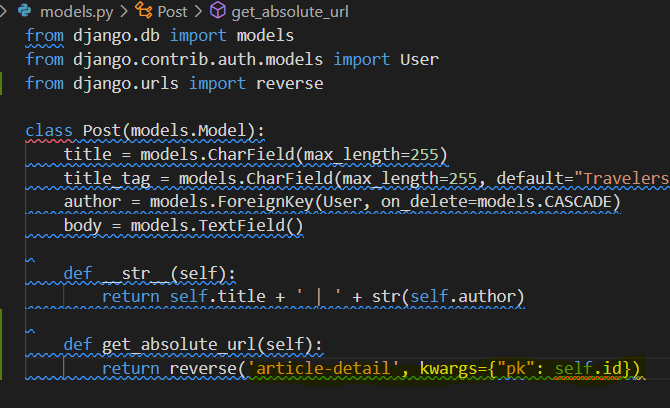 models.py > Post > get_absolute_url
from django.db import models
from django.contrib.auth.models import User
from django.urls import reverse
class Post(models.Model):
    title = models.CharField(max_length=255)
    title_tag = models.CharField(max_length=255, default="Travelers
    author = models.ForeignKey(User, on_delete=models.CASCADE)
    body = models.TextField()
    def __str__(self):
        return self.title + ' | ' + str(self.author)
    def get_absolute_url(self):
        return reverse('article-detail', kwargs={"pk": self.id})